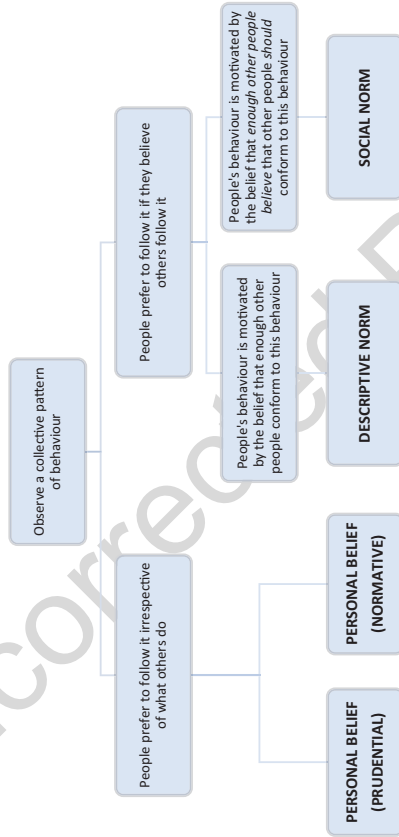 Observe a collective pattern
of behaviour
People prefer to follow it irrespective
of what others do
People prefer to follow it if they believe
others follow it
People's behaviour is motivated
by the belief that enough other
people conform to this behaviour
People's behaviour is motivated by
the belief that enough other people
believe that other people should
conform to this behaviour
PERSONAL BELIEF
(PRUDENTIAL)
PERSONAL BELIEF
(NORMATIVE)
DESCRIPTIVE NORM
SOCIAL NORM